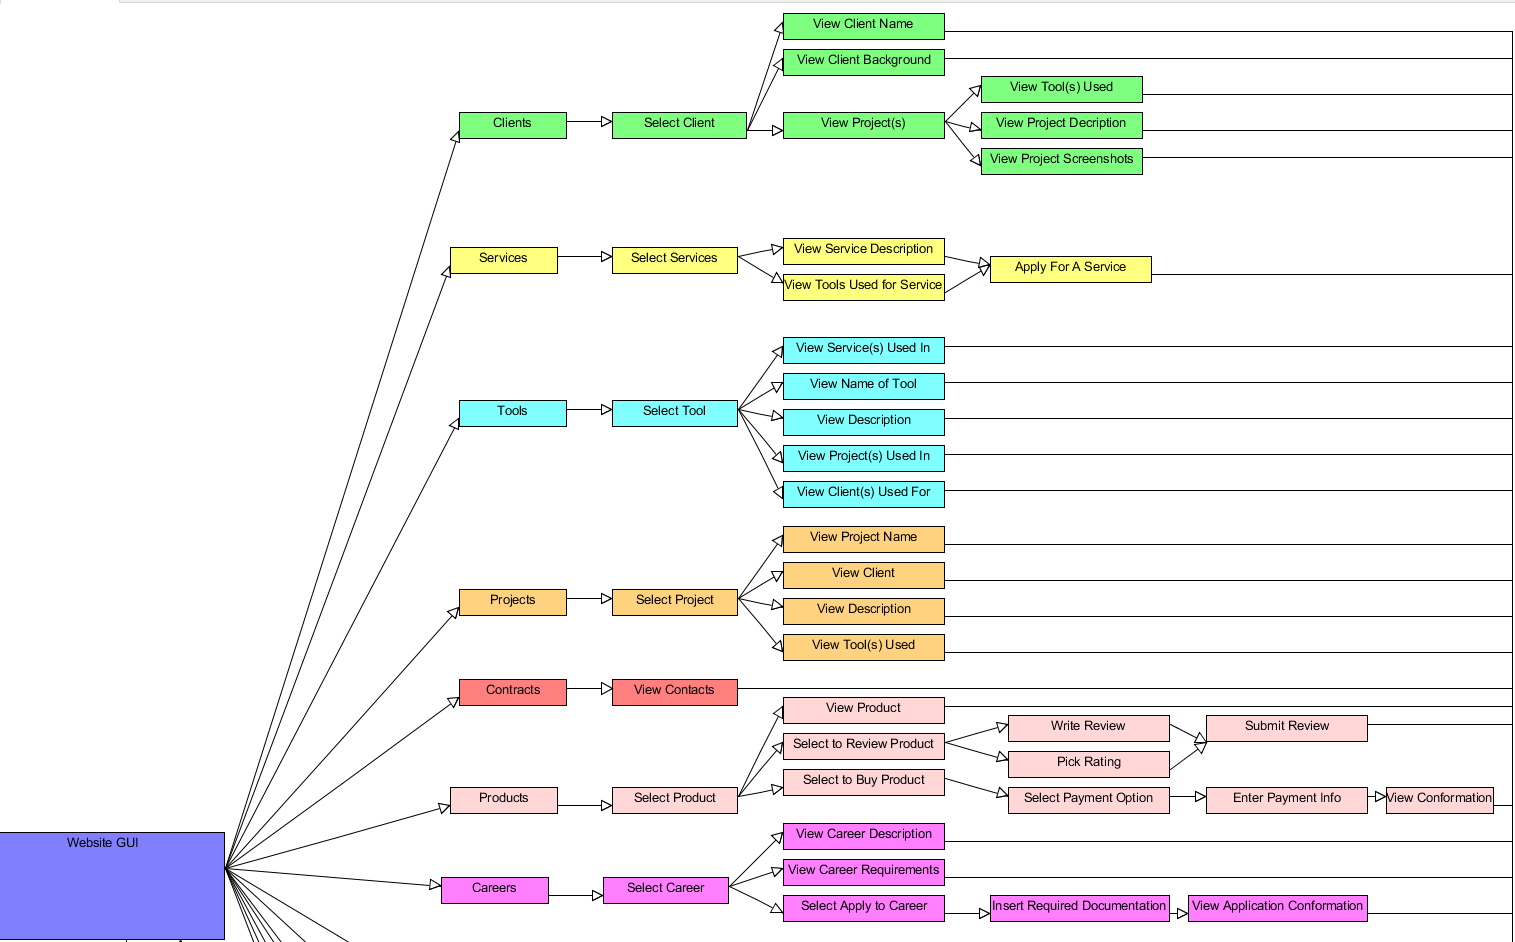 View Client Name
View Client Background
View Tool(s) Used
Clients
Select Client
View Project(s)
View Project Decription
View Project Screenshots
Services
Select Services
View Service Description
Apply For A Service
View Tools Used for Service
View Service(s) Used In
View Name of Tool
Tools
Select Tool
View Description
View Project(s) Used In
View Client(s) Used For
View Project Name
View Client
Projects
Select Project
View Description
View Tool(s) Used
Contracts
View Contacts
View Product
Write Review
Submit Review
Select to Review Product
Pick Rating
Select to Buy Product
Products
Select Product
Select Payment Option
Enter Payment Info
View Conformation
Website GUI
View Career Description
View Career Requirements
Careers
Select Career
Select Apply to Career
Insert Required Documentation
View Application Conformation